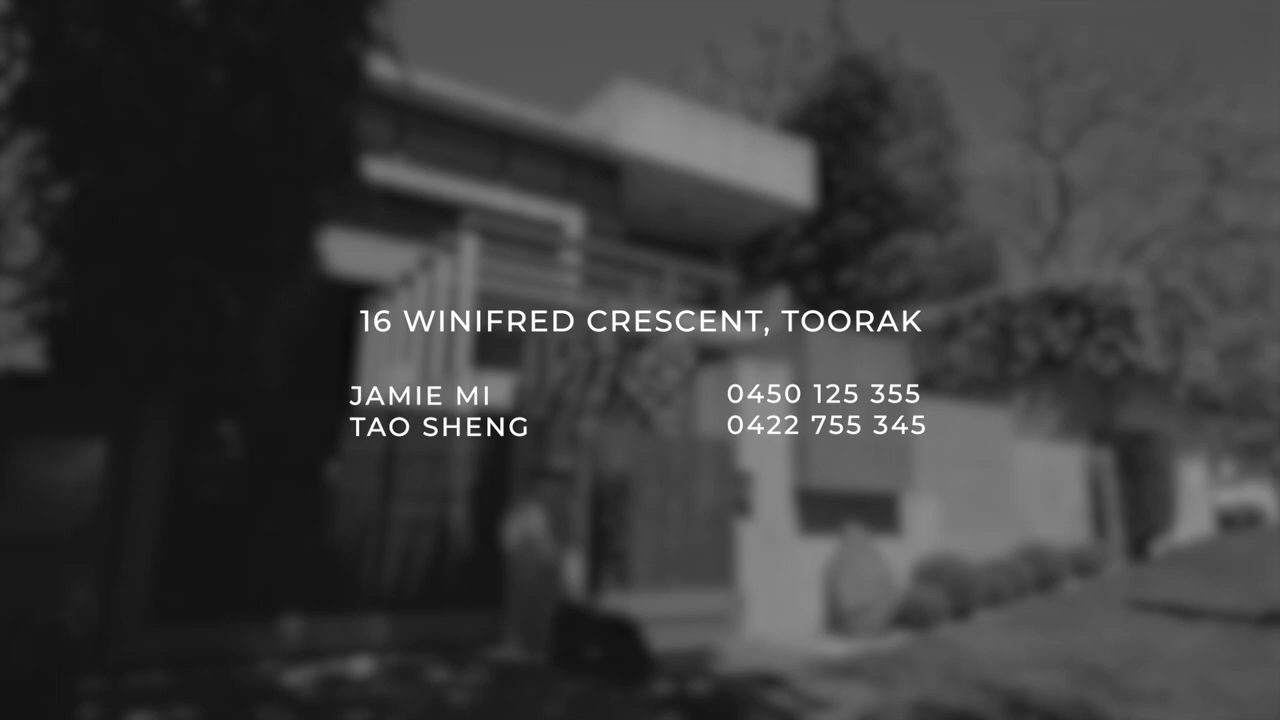 16 WINIFRED CRESCENT, TOORAK
JAMIE MI 0450 125 355
TAO SHENG 0422 755 345